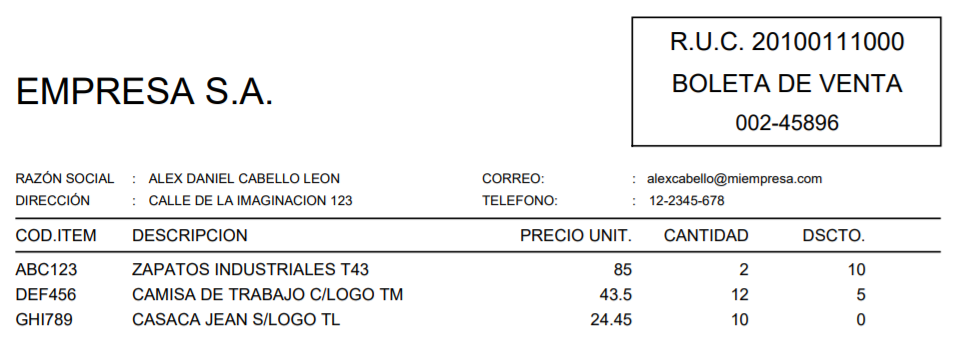 R.U.C. 20100111000
BOLETA DE VENTA
002-45896
EMPRESA S.A.
RAZÓN SOCIAL : ALEX DANIEL CABELLO LEON CORREO: : alexcabello@miempresa.com
DIRECCIÓN : CALLE DE LA IMAGINACION 123 TELEFONO: : 12-2345-678
COD.ITEM DESCRIPCION PRECIO UNIT. CANTIDAD DSCTO.
ABC123 ZAPATOS INDUSTRIALES T43 85 2 10
DEF456 CAMISA DE TRABAJO C/LOGO TM 43.5 12 5
GHI789 CASACA JEAN S/LOGO TL 24.45 10 0